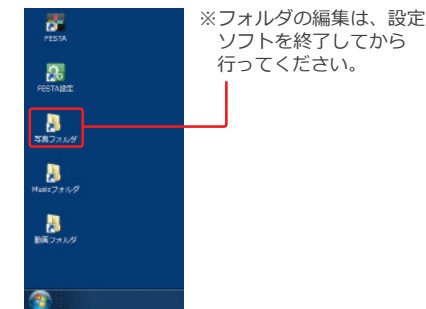 ※フォルダの編集は、設定
ソフトを終了してから
行ってください。
FESTA
FESTA設定
写真フォルダ
Musicフォルダ
動画フォルダ